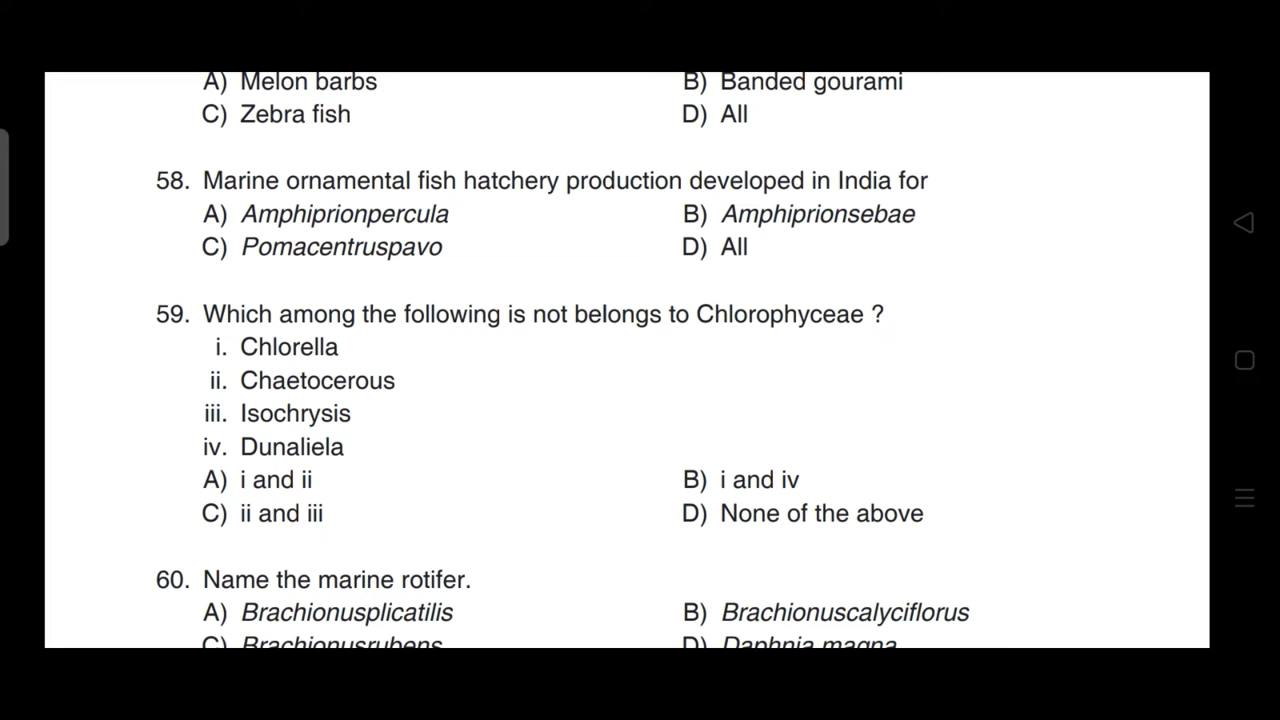 A) Melon barbs B) Banded gourami
C) Zebra fish D) All
58. Marine ornamental fish hatchery production developed in India for
A) Amphiprionpercula B) Amphiprionsebae
C) Pomacentruspavo D) All
59. Which among the following is not belongs to Chlorophyceae ?
i. Chlorella
ii. Chaetocerous
iii. Isochrysis
iv. Dunaliela
A) i and ii B) i and iv
C) ii and iii D) None of the above
60. Name the marine rotifer.
A) Brachionusplicatilis B) Brachionuscalyciflorus
C) Brachionusrubens D) Daphnia magna